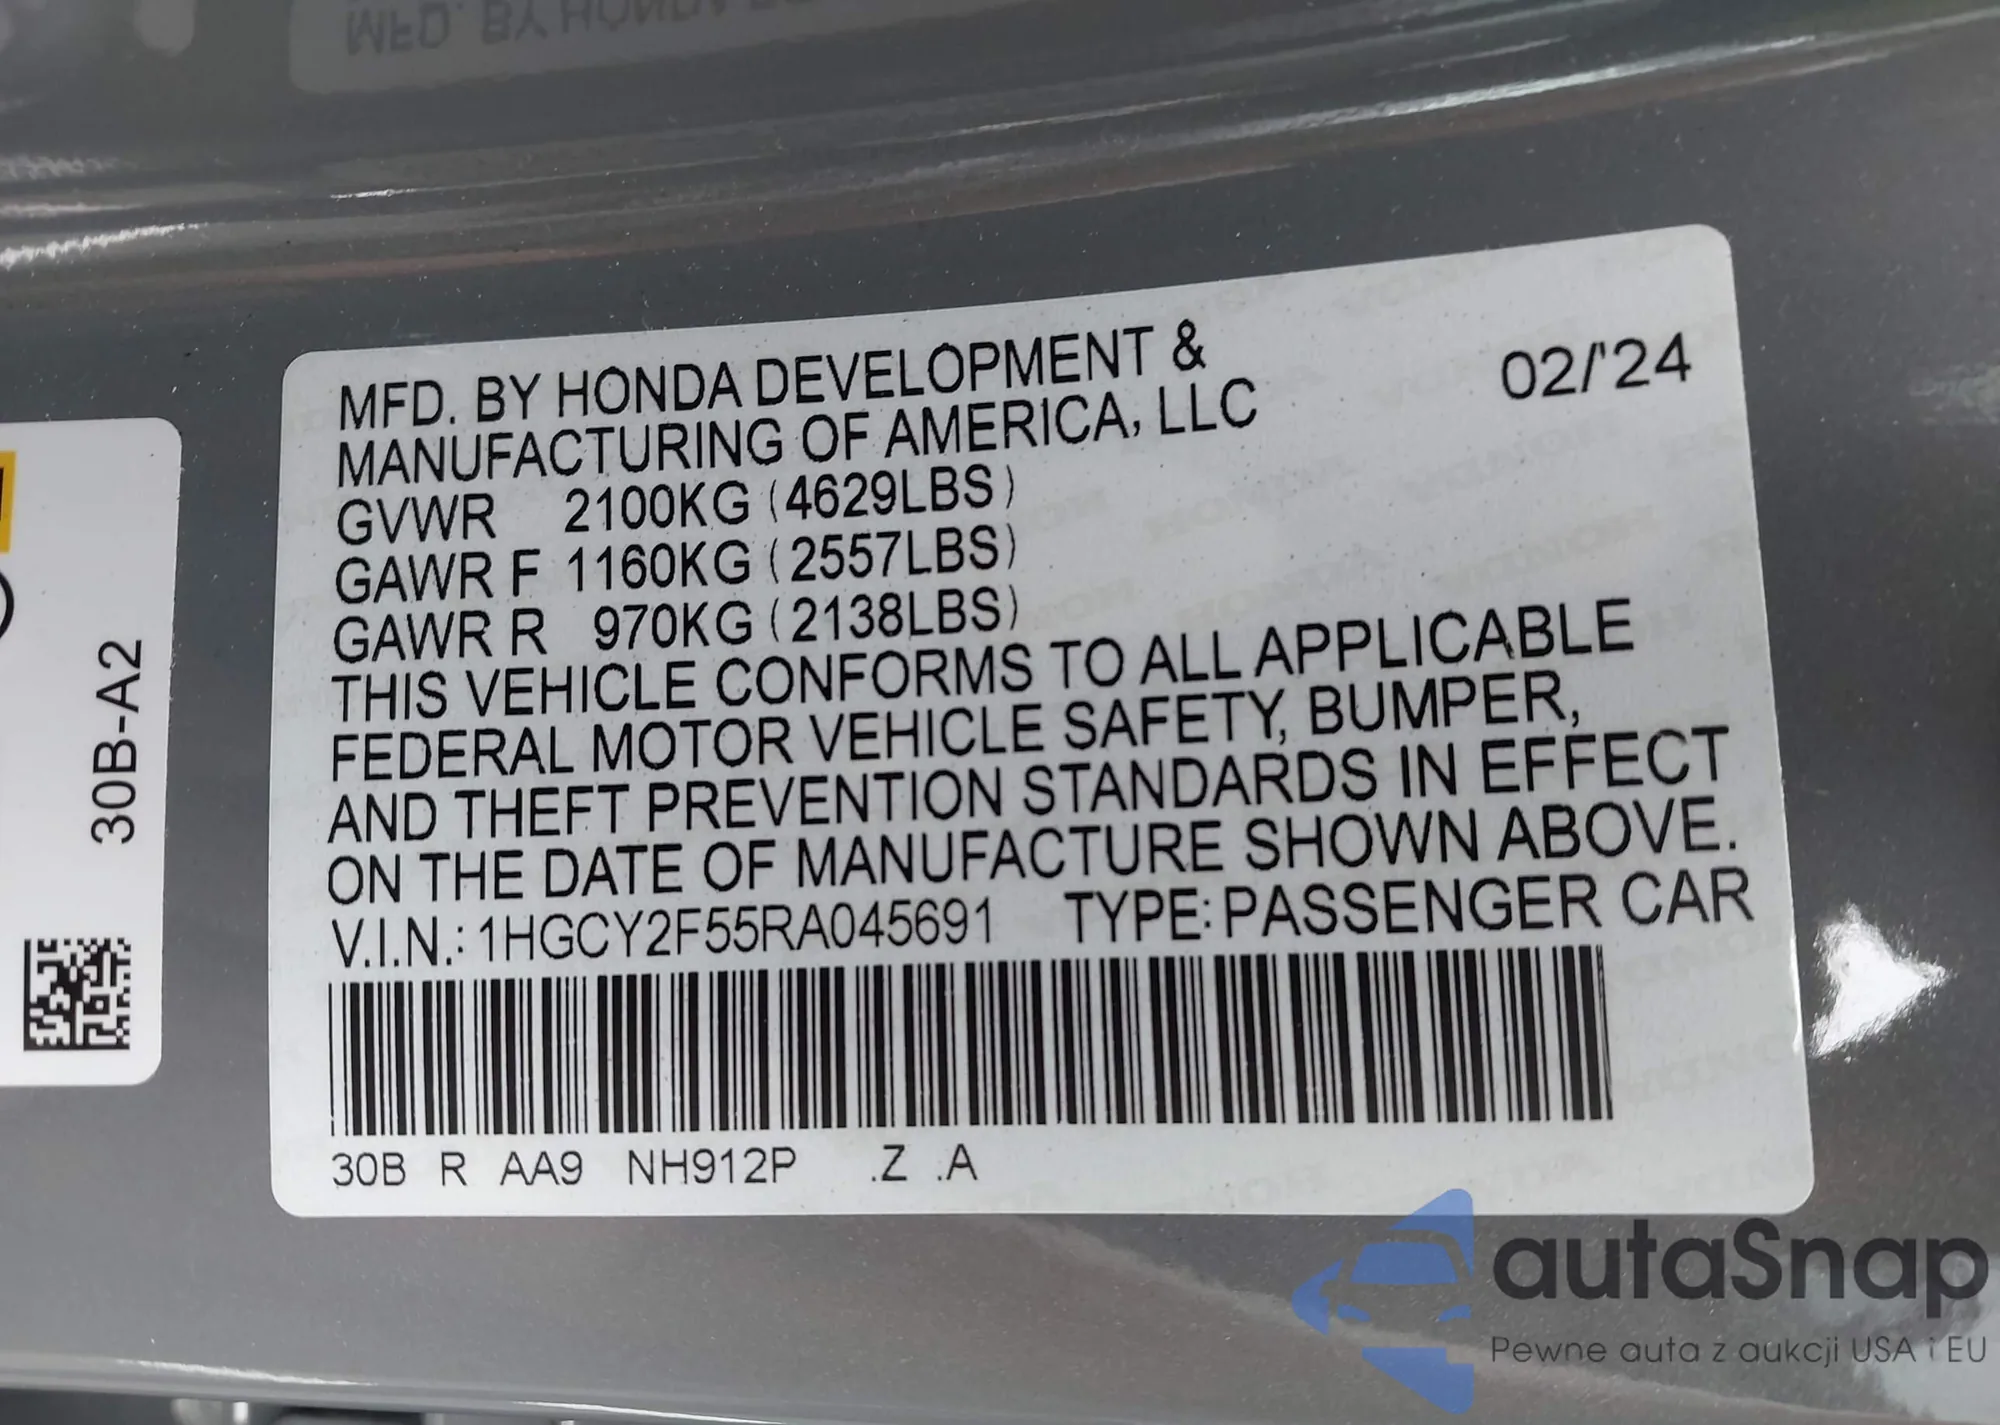 MFD. BY HONDA
MFD. BY HONDA DEVELOPMENT &
MANUFACTURING OF AMERICA, LLC
02/'24
GVWR 2100KG (4629LBS)
GAWR F 1160KG (2557LBS)
GAWR R 970KG (2138LBS)
THIS VEHICLE CONFORMS TO ALL APPLICABLE
FEDERAL MOTOR VEHICLE SAFETY, BUMPER,
AND THEFT PREVENTION STANDARDS IN EFFECT
ON THE DATE OF MANUFACTURE SHOWN ABOVE.
V.I.N.: 1HGCY2F55RA045691 TYPE: PASSENGER CAR
30B R AA9 NH912P .Z .A
30B-A2
autaSnap
Pewne auta z aukcji USA i EU